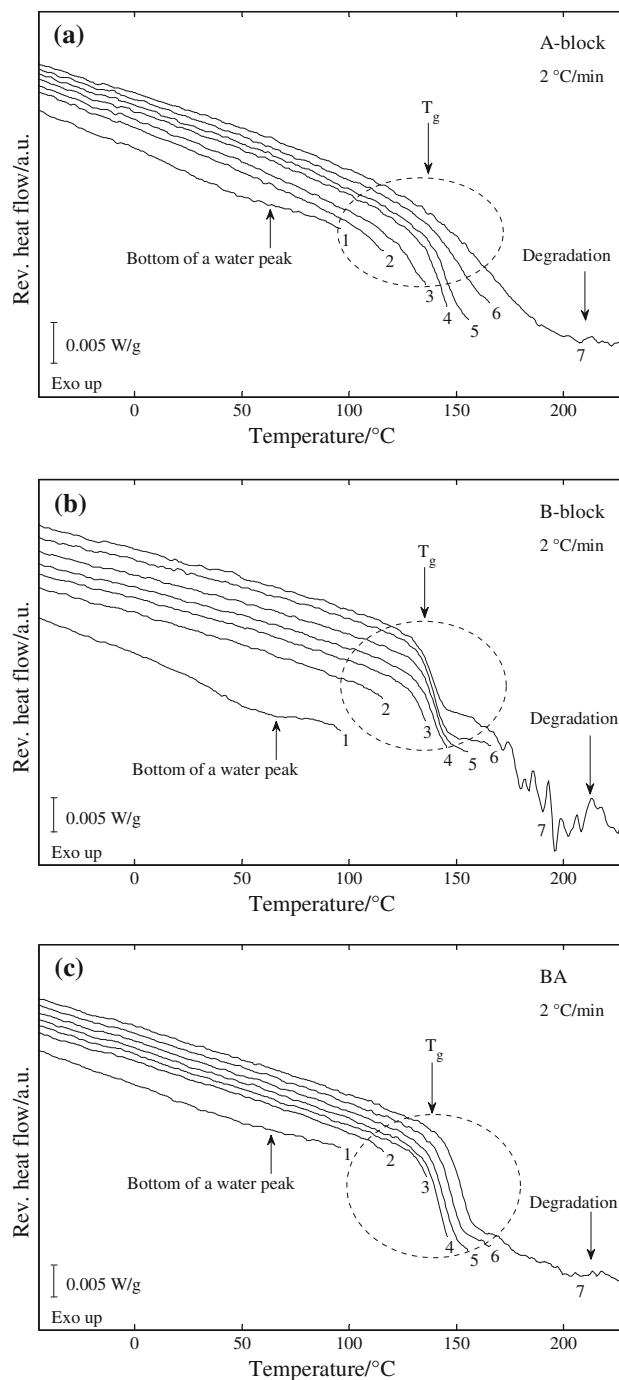 (a)
A-block
2 °C/min
Tg
Bottom of a water peak
1
2
3
4
5
6
7
Degradation
0.005 W/g
Exo up
Rev. heat flow/a.u.
0 50 100 150 200
Temperature/°C
(b)
B-block
2 °C/min
Tg
Bottom of a water peak
1
2
3
4
5
6
7
Degradation
0.005 W/g
Exo up
Rev. heat flow/a.u.
0 50 100 150 200
Temperature/°C
(c)
BA
2 °C/min
Tg
Bottom of a water peak
1
2
3
4
5
6
7
Degradation
0.005 W/g
Exo up
Rev. heat flow/a.u.
0 50 100 150 200
Temperature/°C